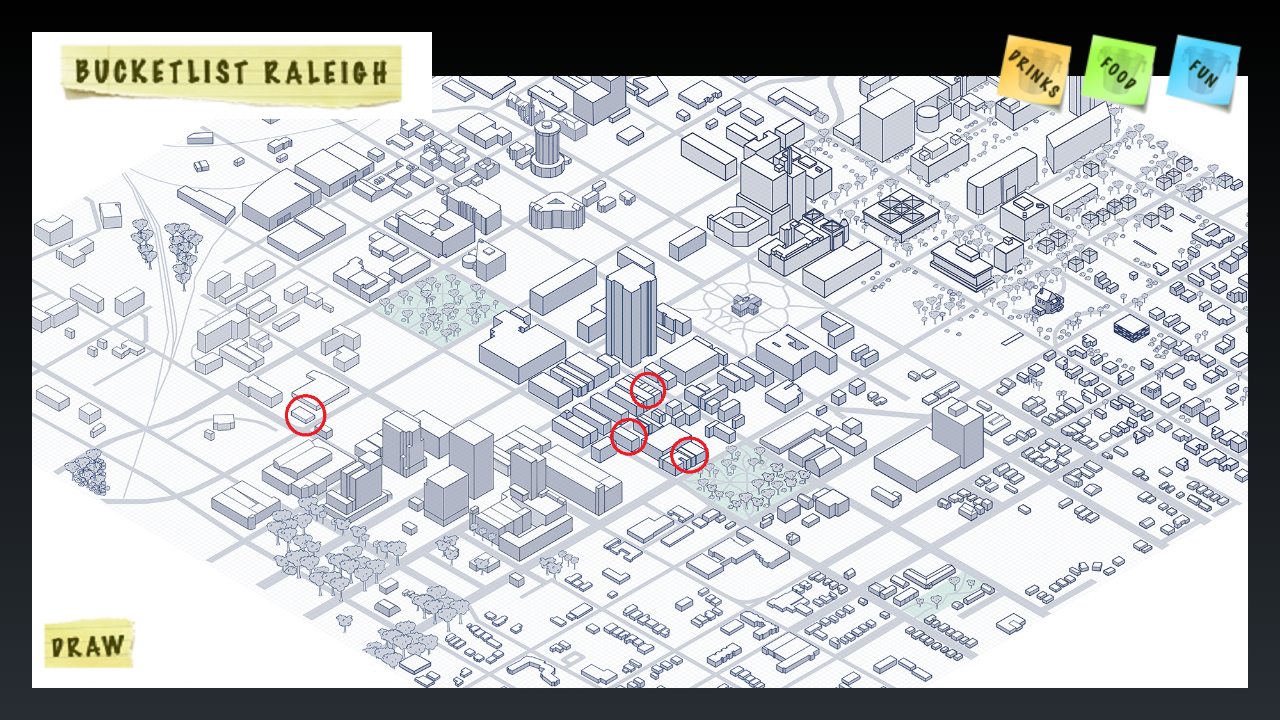 BUCKETLIST RALEIGH
DRINKS
FOOD
FUN
DRAW